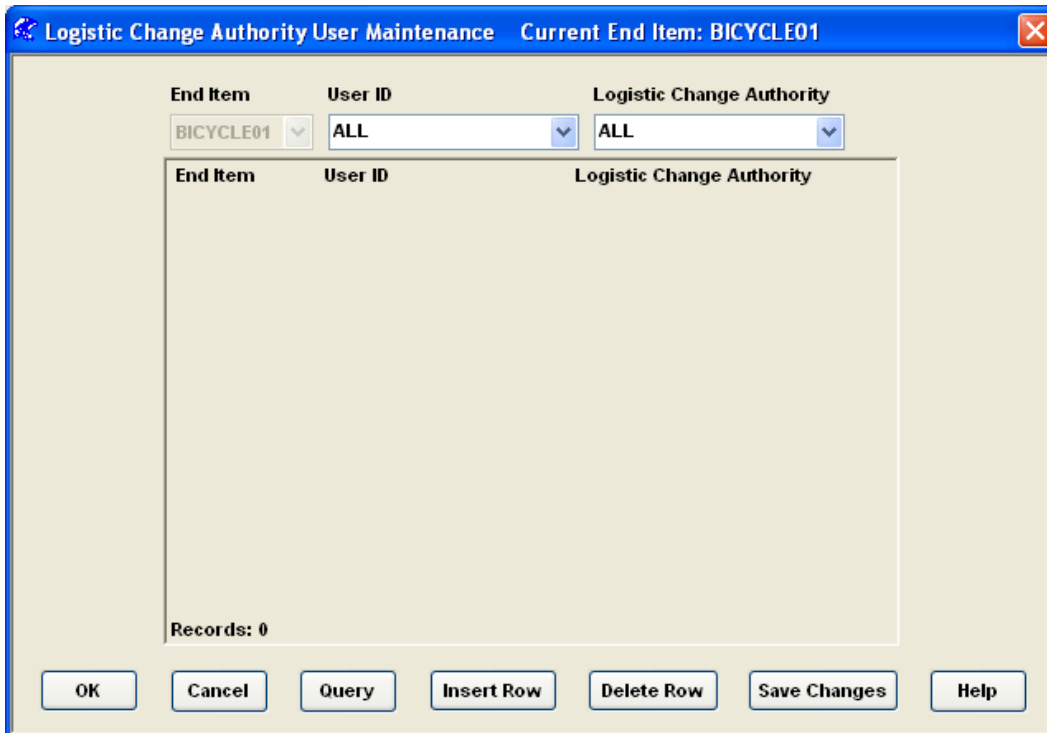 Logistic Change Authority User Maintenance Current End Item: BICYCLE01
End Item User ID Logistic Change Authority
BICYCLE01 ALL ALL
End Item User ID Logistic Change Authority
Records: 0
OK Cancel Query Insert Row Delete Row Save Changes Help